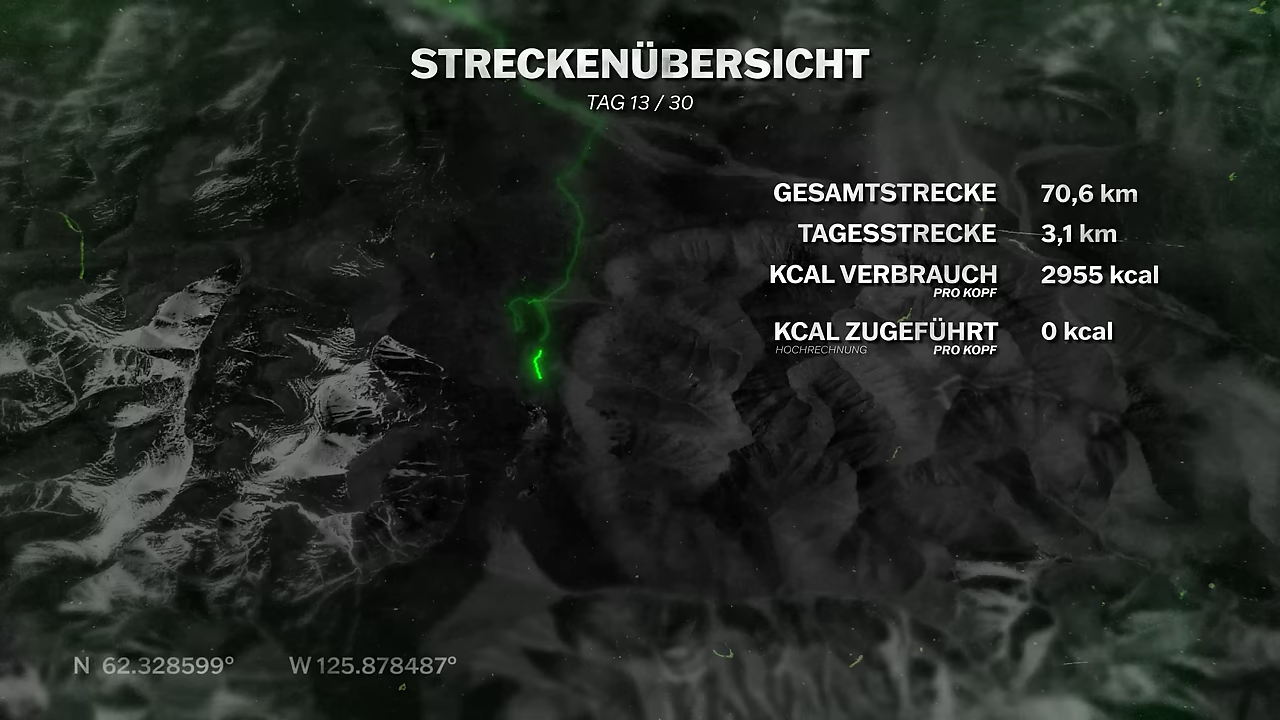 STRECKENÜBERSICHT
TAG 13 / 30
GESAMTSTRECKE 70,6 km
TAGESSTRECKE 3,1 km
KCAL VERBRAUCH 2955 kcal
PRO KOPF
KCAL ZUGEFÜHRT 0 kcal
HOCHRECHNUNG PRO KOPF
N 62.328599° W 125.878487°